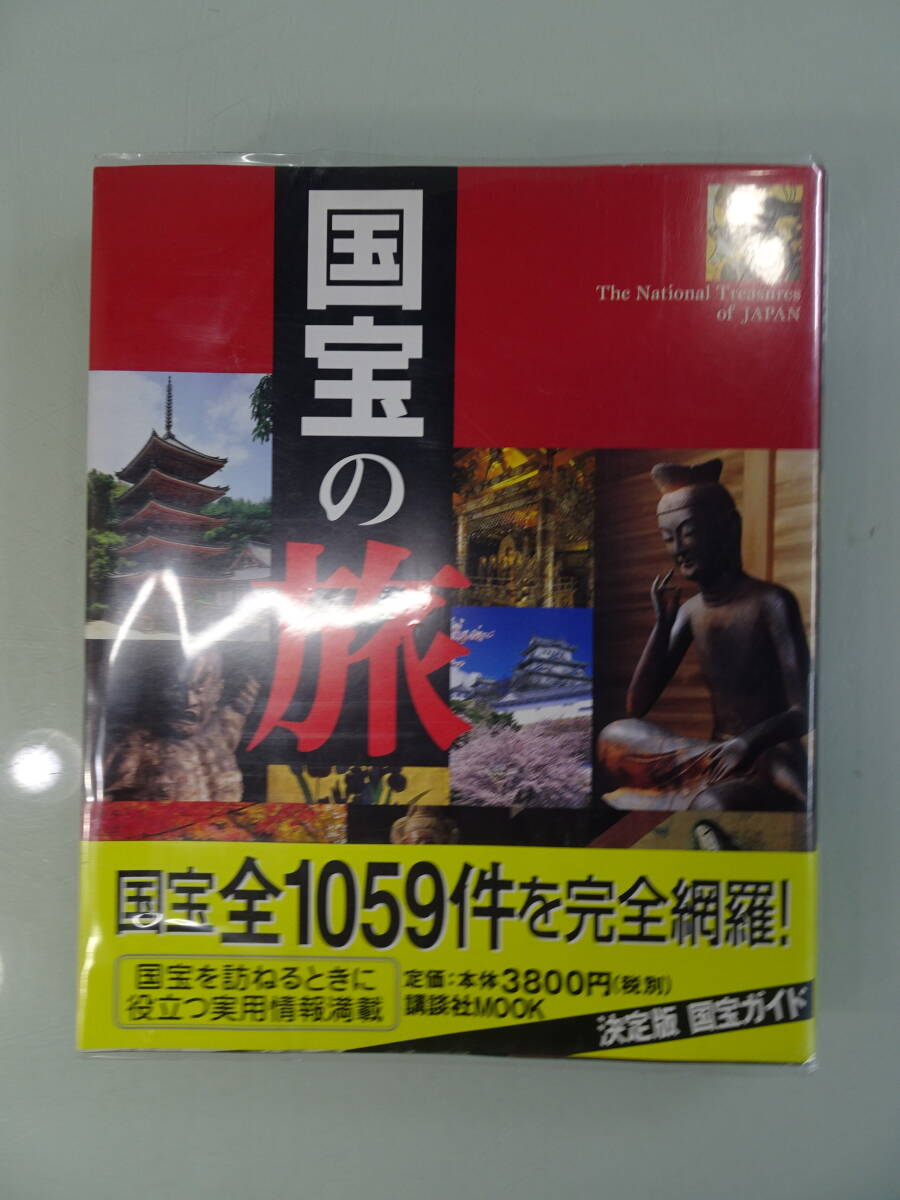 国宝の旅
The National Treasures
of JAPAN
国宝全1059件を完全網羅!
国宝を訪ねるときに
役立つ実用情報満載
定価:本体3800円(税別)
講談社MOOK
決定版 国宝ガイド